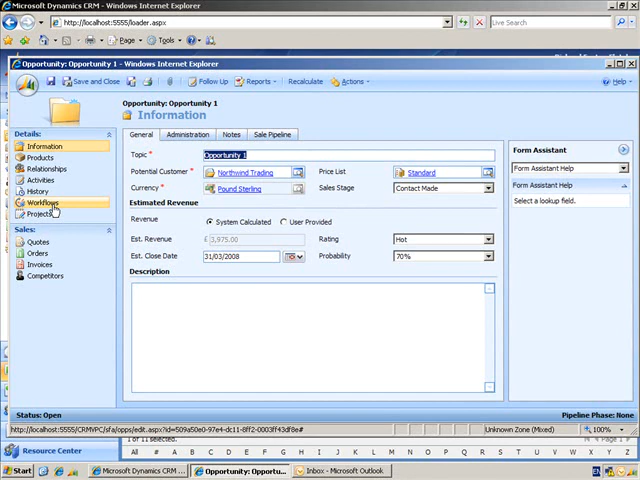 Microsoft Dynamics CRM - Windows Internet Explorer
http://localhost:5555/loader.aspx
Live Search
Page
Tools
Opportunity: Opportunity 1 - Windows Internet Explorer
Save and Close
Follow Up
Reports
Recalculate
Actions
Help
Details:
Information
Products
Relationships
Activities
History
Workflows
Projects
Sales:
Quotes
Orders
Invoices
Competitors
Opportunity: Opportunity 1
Information
General
Administration
Notes
Sale Pipeline
Topic *
Opportunity 1
Potential Customer *
Northwind Trading
Price List
Standard
Currency *
Pound Sterling
Sales Stage
Contact Made
Estimated Revenue
Revenue
System Calculated
User Provided
Est. Revenue
£ 3,975.00
Rating
Hot
Est. Close Date
31/03/2008
Probability
70%
Description
Form Assistant
Form Assistant Help
Form Assistant Help
Select a lookup field.
Status: Open
Pipeline Phase: None
http://localhost:5555/CRMVPC/sfa/opps/edit.aspx?id=509a50e0-97e4-dc11-8ff2-0003ff43df8e#
Unknown Zone (Mixed)
100%
1 of 11 selected.
Page 1
Resource Center
All # A B C D E F G H I J K L M N O P Q R S T U V W X Y Z
Start
Microsoft Dynamics CRM ...
Opportunity: Opportu...
Inbox - Microsoft Outlook
EN